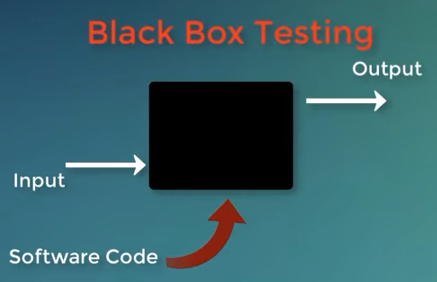 Black Box Testing
Output
Input
Software Code